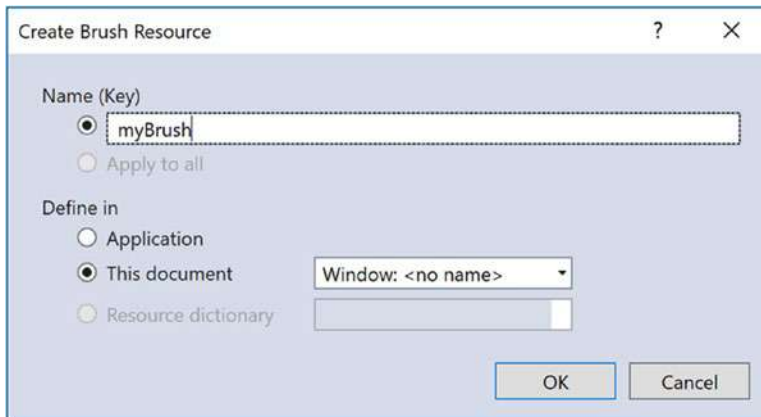 Create Brush Resource ? X
Name (Key)
myBrush
Apply to all
Define in
Application
This document Window: <no name>
Resource dictionary
OK Cancel